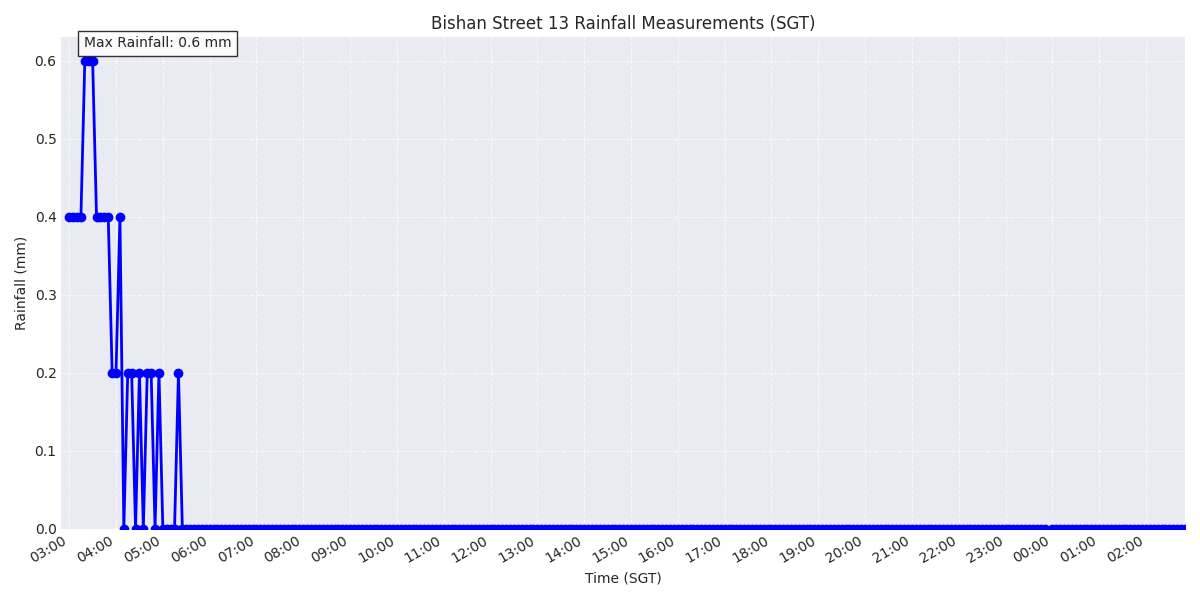 Bishan Street 13 Rainfall Measurements (SGT)
Max Rainfall: 0.6 mm
0.6
0.5
0.4
0.3
0.2
0.1
0.0
Rainfall (mm)
03:00 04:00 05:00 06:00 07:00 08:00 09:00 10:00 11:00 12:00 13:00 14:00 15:00 16:00 17:00 18:00 19:00 20:00 21:00 22:00 23:00 00:00 01:00 02:00
Time (SGT)